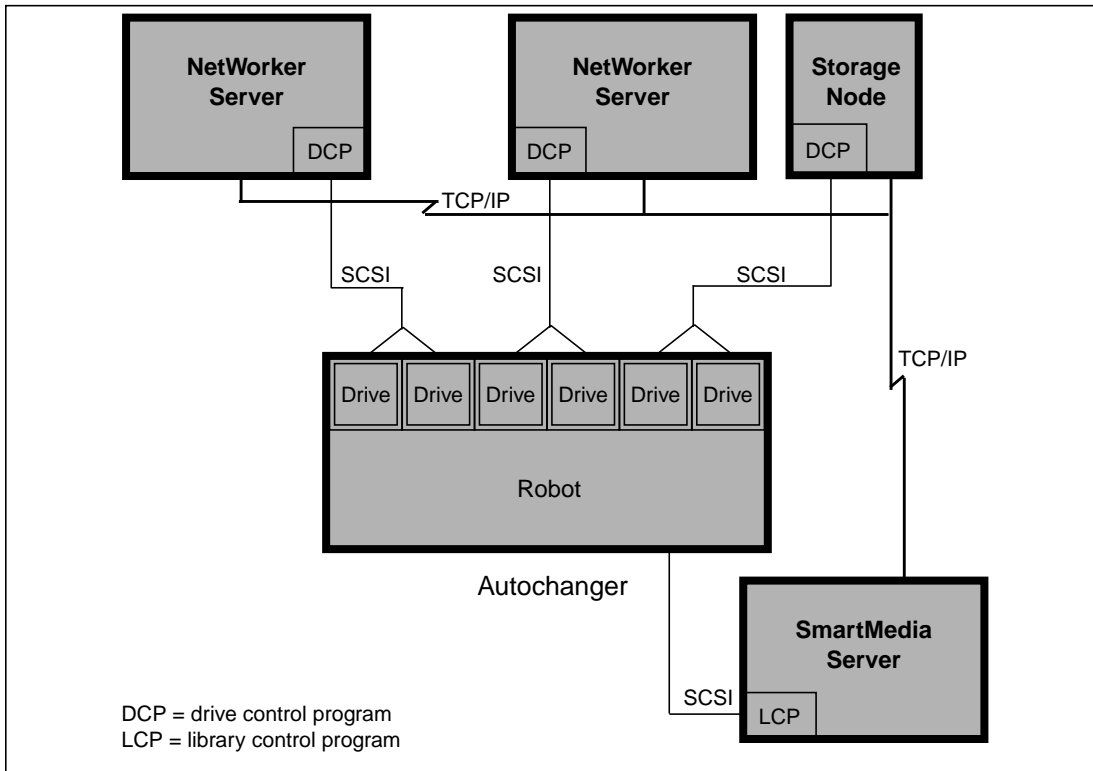 NetWorker
Server
DCP
NetWorker
Server
DCP
Storage
Node
DCP
TCP/IP
SCSI
SCSI
SCSI
TCP/IP
Drive
Drive
Drive
Drive
Drive
Drive
Robot
Autochanger
SmartMedia
Server
SCSI
LCP
DCP = drive control program
LCP = library control program